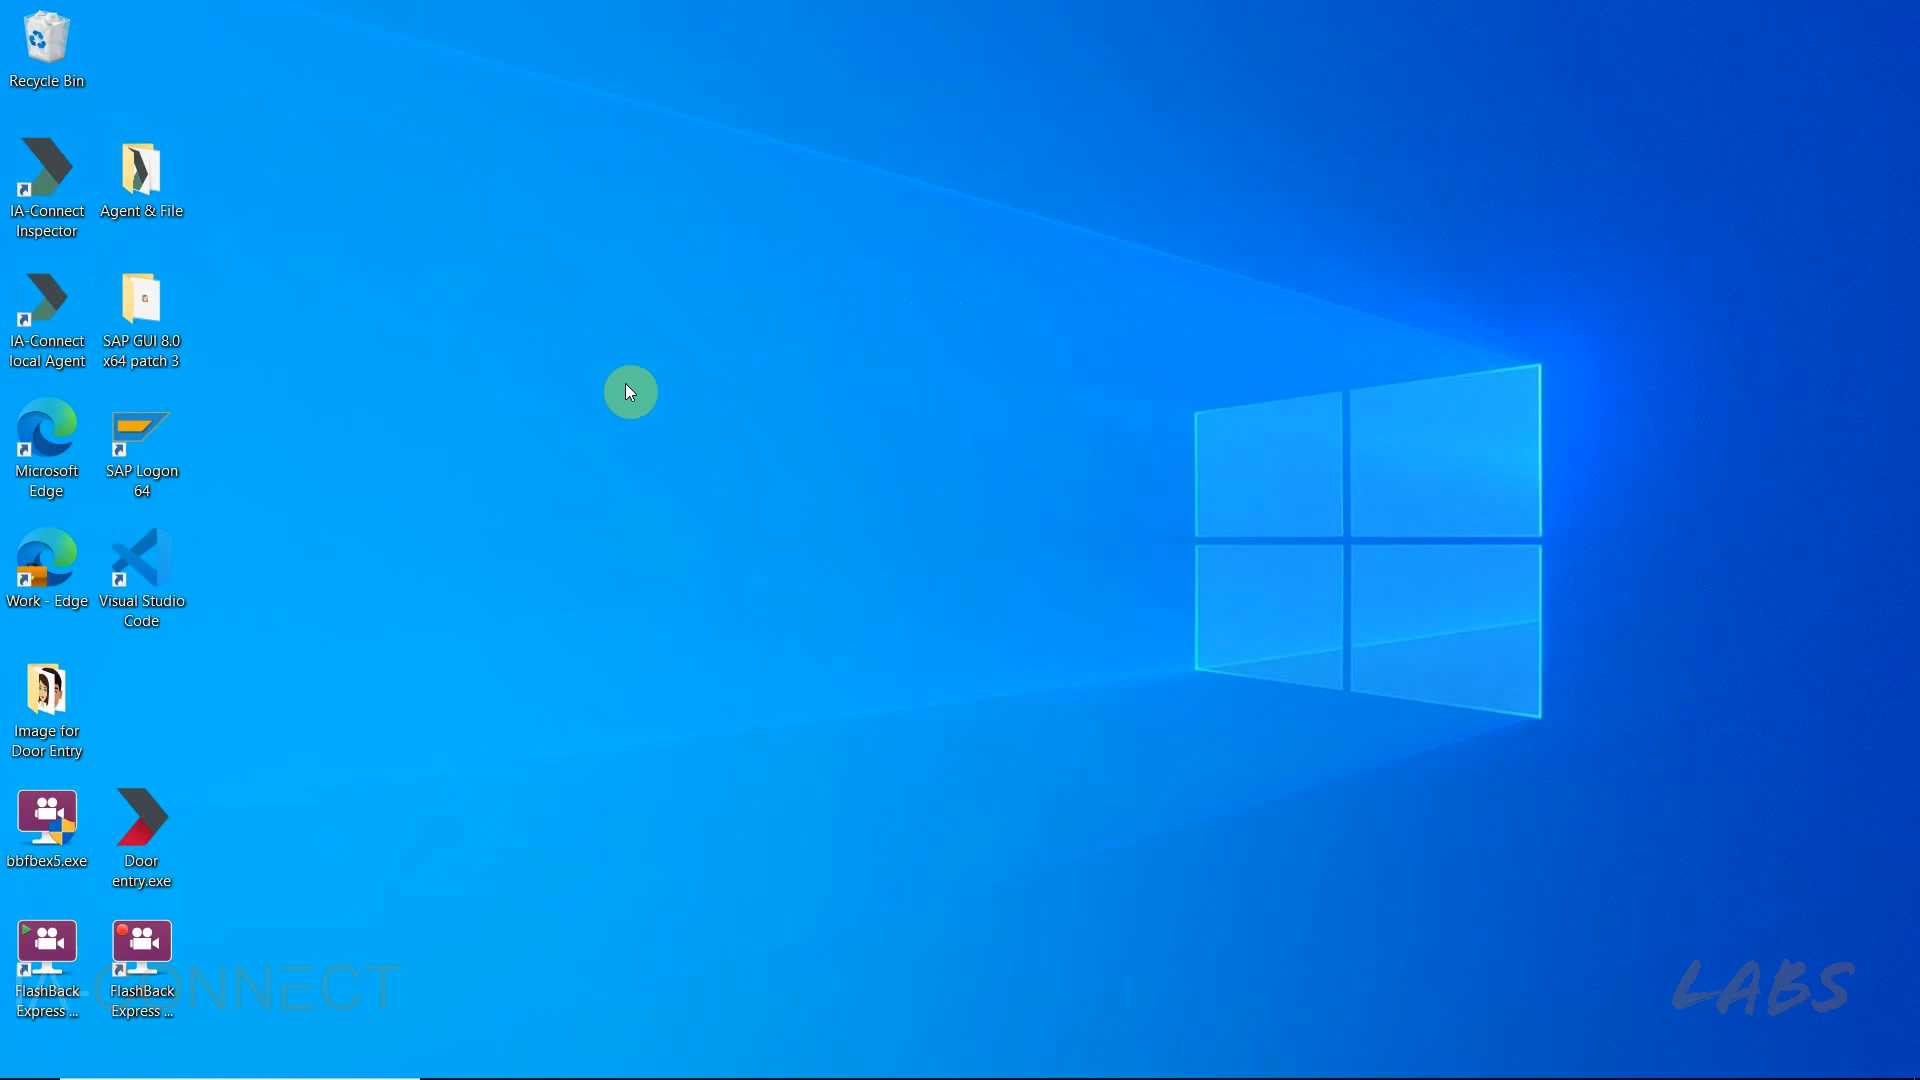 Recycle Bin
IA-Connect
Inspector
Agent & File
IA-Connect
local Agent
SAP GUI 8.0
x64 patch 3
Microsoft
Edge
SAP Logon
64
Work - Edge
Visual Studio
Code
Image for
Door Entry
bbfbex5.exe
Door
entry.exe
FlashBack
Express ...
FlashBack
Express ...
IA-CONNECT
LABS